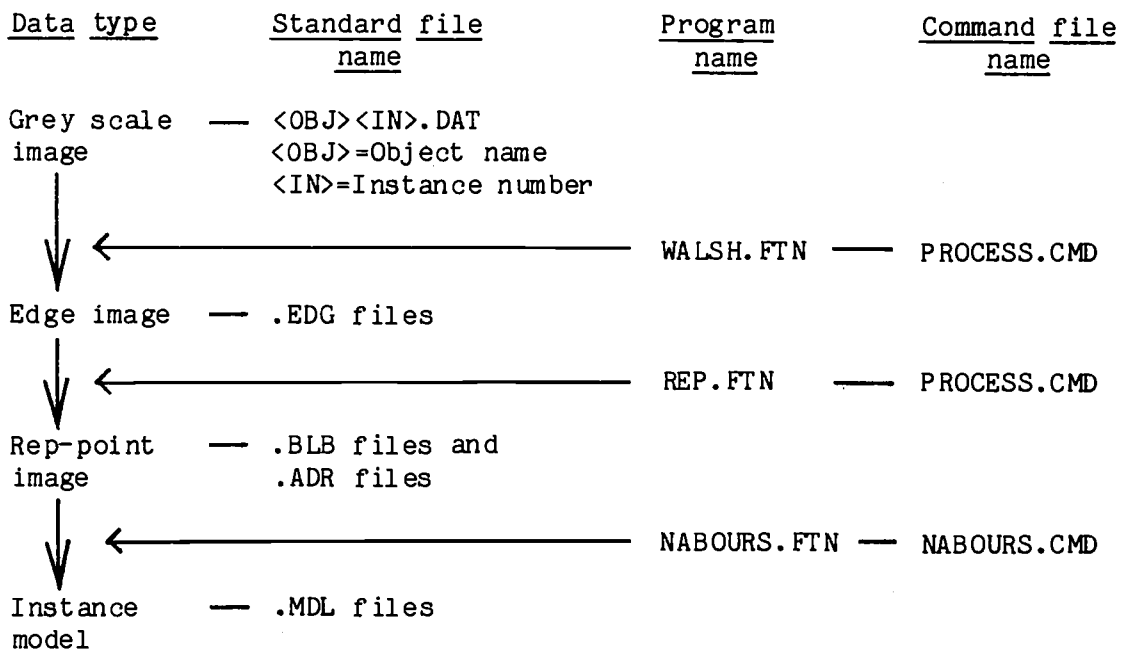 Data type Standard file name Program name Command file name
Grey scale image — <OBJ><IN>.DAT
<OBJ>=Object name
<IN>=Instance number
WALSH.FTN — PROCESS.CMD
Edge image — .EDG files
REP.FTN — PROCESS.CMD
Rep-point image — .BLB files and
.ADR files
NABOURS.FTN — NABOURS.CMD
Instance model — .MDL files